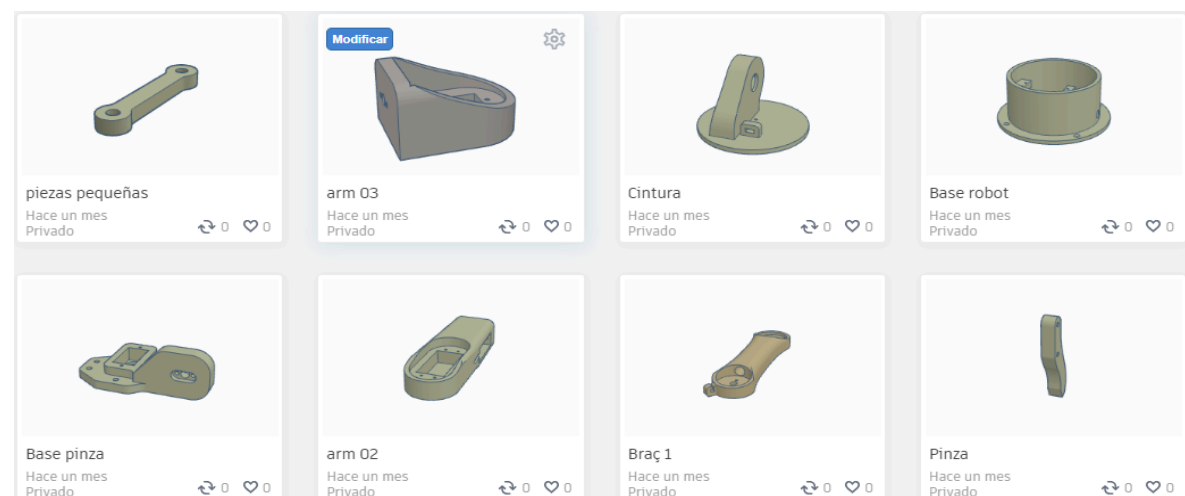 Modificar
piezas pequeñas
Hace un mes
Privado
0 0
arm 03
Hace un mes
Privado
0 0
Cintura
Hace un mes
Privado
0 0
Base robot
Hace un mes
Privado
0 0
Base pinza
Hace un mes
Privado
0 0
arm 02
Hace un mes
Privado
0 0
Braç 1
Hace un mes
Privado
0 0
Pinza
Hace un mes
Privado
0 0